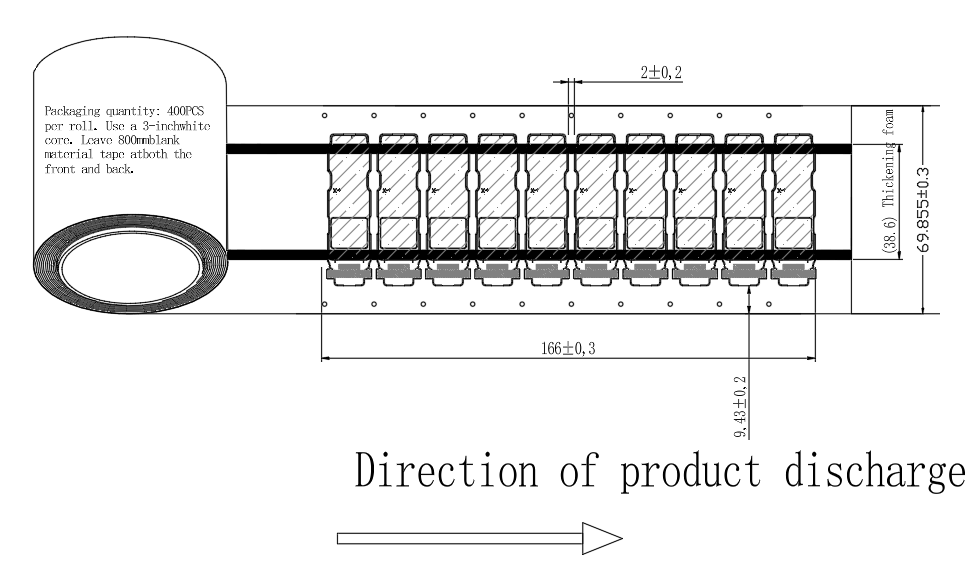 2±0,2
Packaging quantity: 400PCS
per roll. Use a 3-inchwhite
core. Leave 800mmblank
material tape atboth the
front and back.
(38.6) Thickening foam
69.855±0.3
166±0,3
9,43±0,2
Direction of product discharge